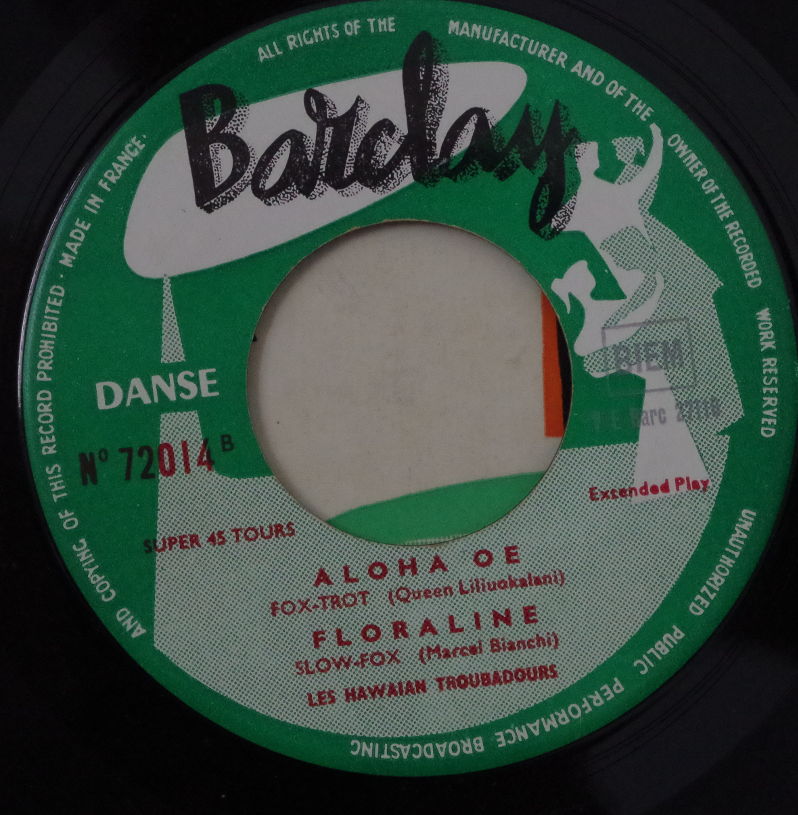 ALL RIGHTS OF THE MANUFACTURER AND OF THE OWNER OF THE RECORDED WORK RESERVED
UNAUTHORIZED PUBLIC PERFORMANCE BROADCASTING
AND COPYING OF THIS RECORD PROHIBITED · MADE IN FRANCE ·
Barclay
BIEM
DANSE
Nº 72014 B
Extended Play
SUPER 45 TOURS
ALOHA OE
FOX-TROT (Queen Liliuokalani)
FLORALINE
SLOW-FOX (Marcel Bianchi)
LES HAWAIAN TROUBADOURS